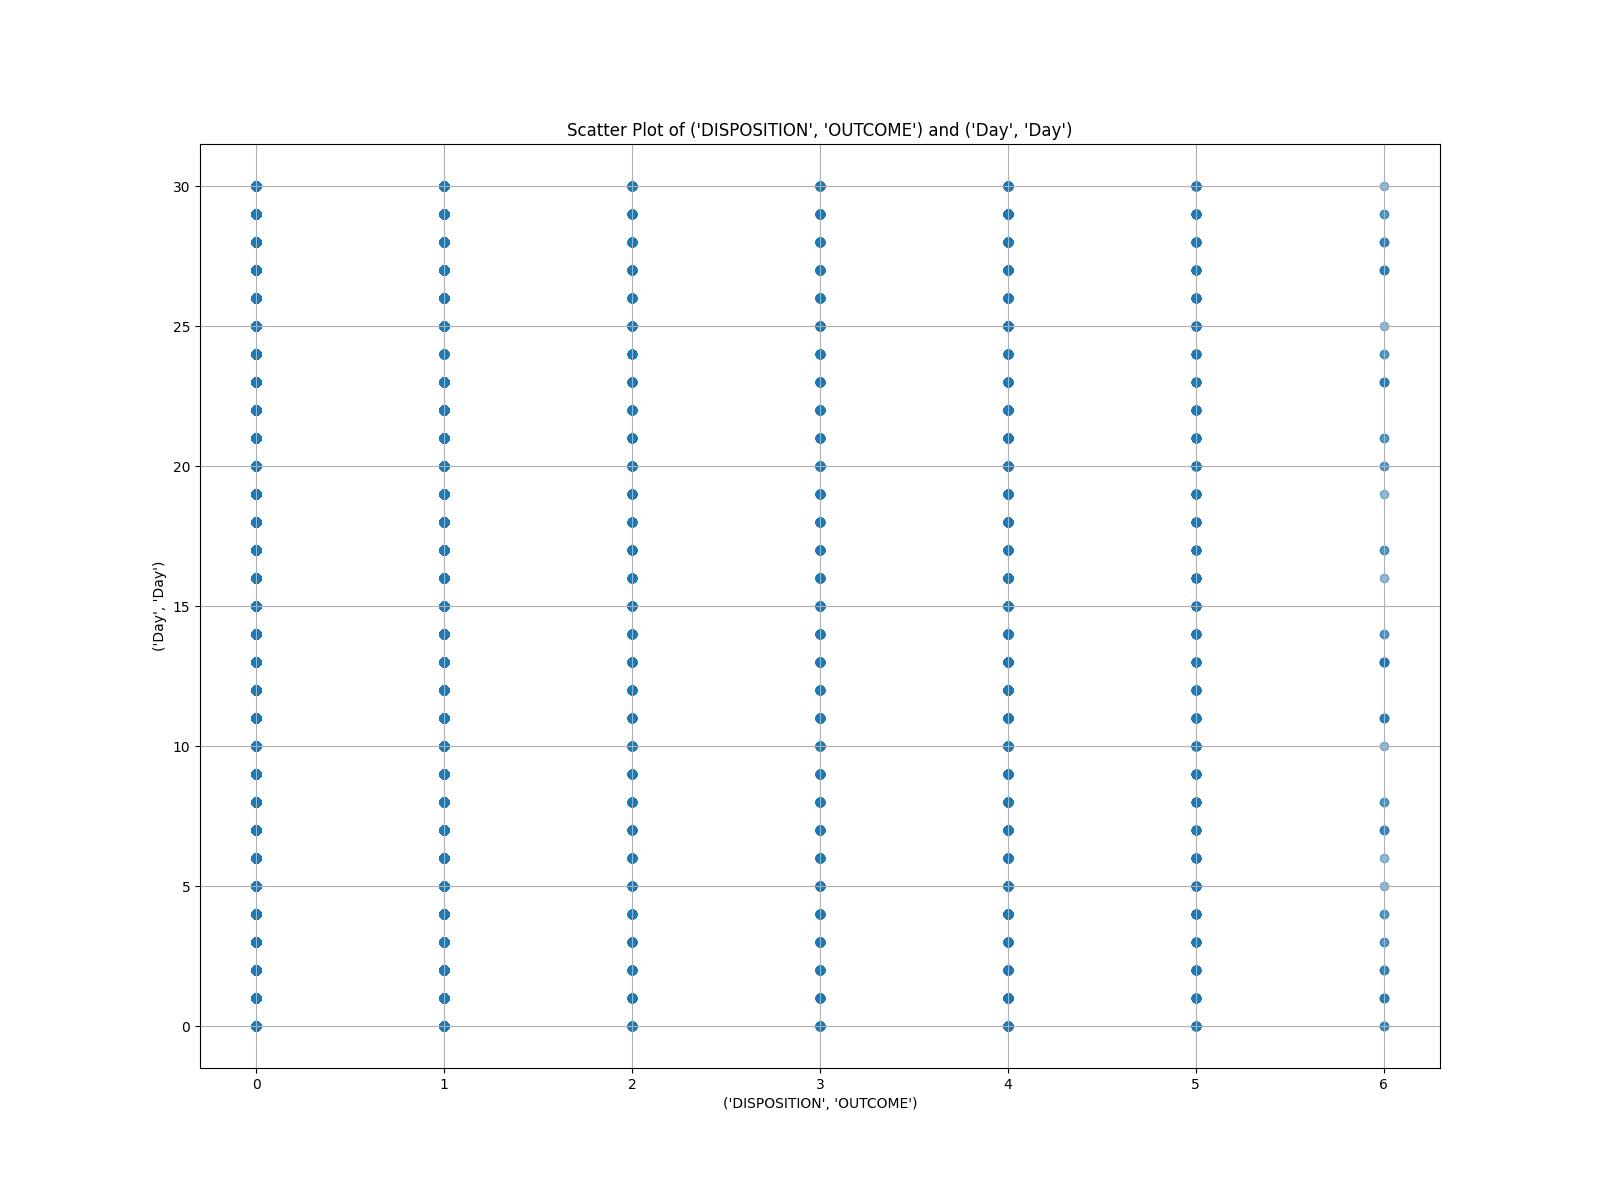 Scatter Plot of ('DISPOSITION', 'OUTCOME') and ('Day', 'Day')
('Day', 'Day')
30
25
20
15
10
5
0
0 1 2 3 4 5 6
('DISPOSITION', 'OUTCOME')